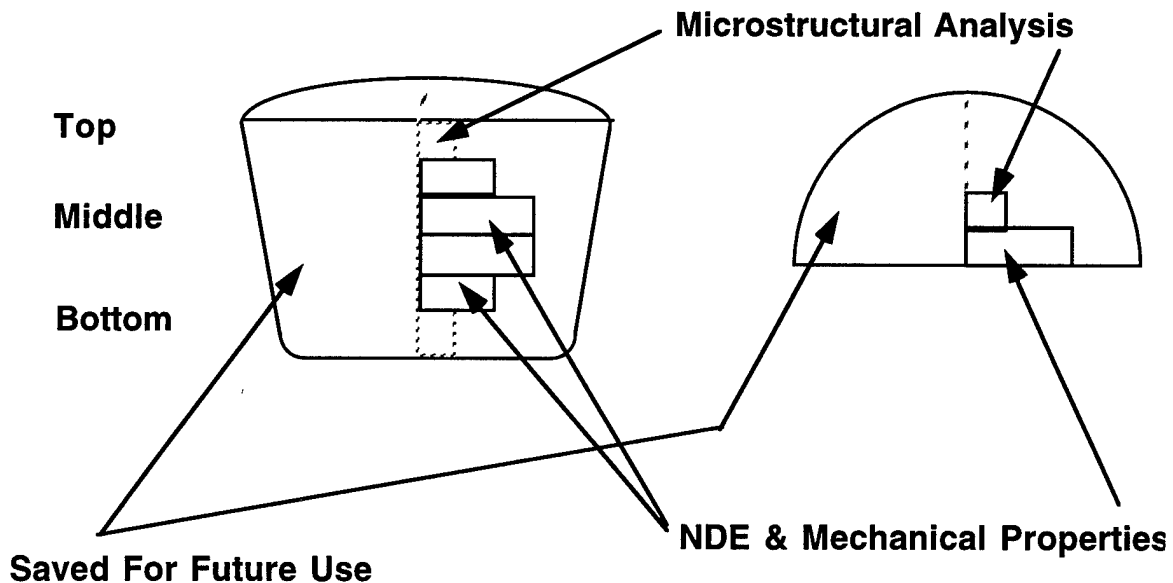 Microstructural Analysis
Top
Middle
Bottom
NDE & Mechanical Properties
Saved For Future Use